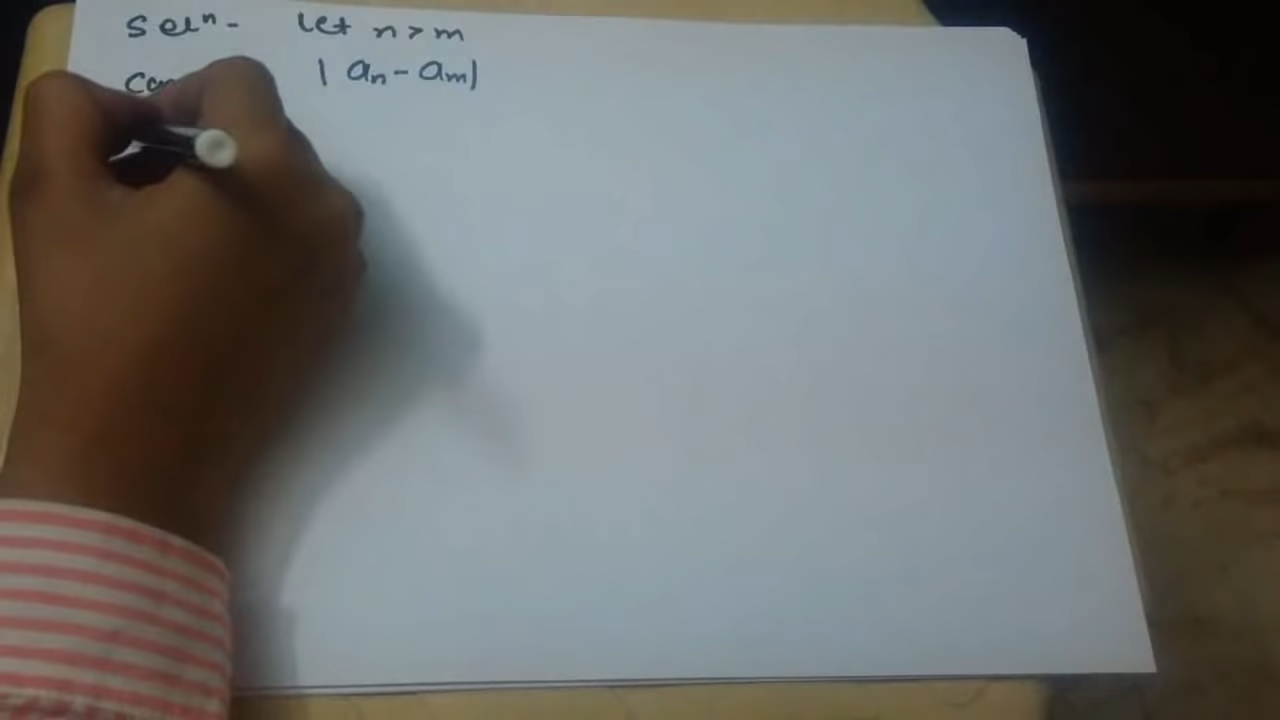 Solⁿ- Let n > m
| aₙ - aₘ|